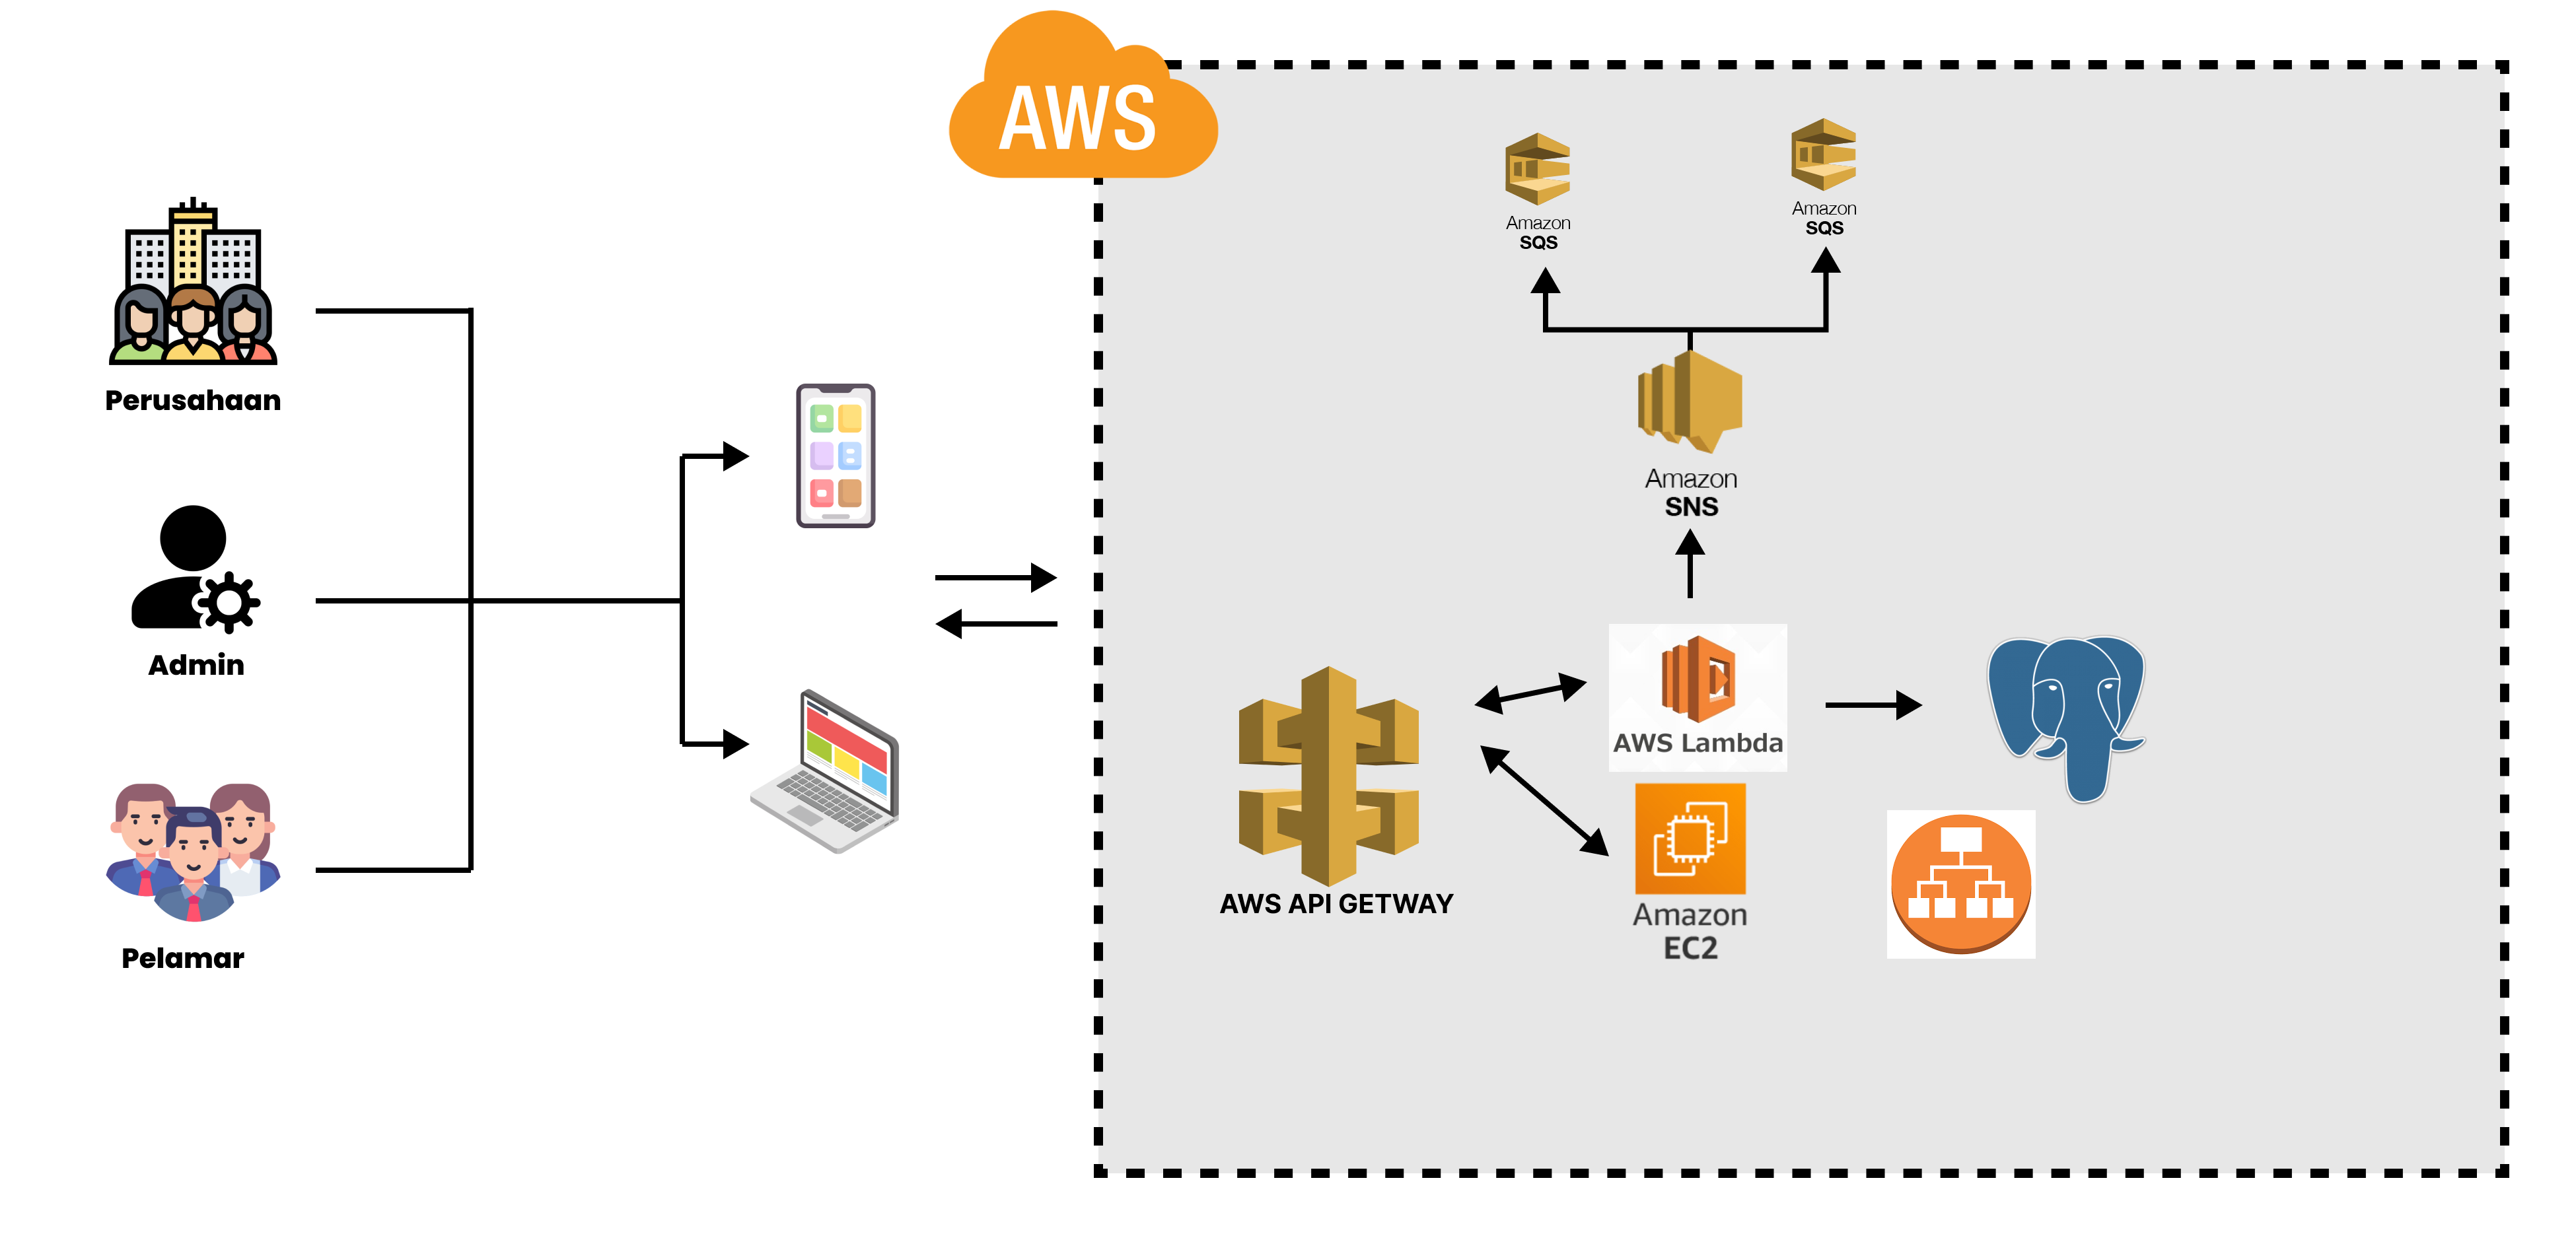 AWS
Amazon
SQS
Amazon
SQS
Perusahaan
Amazon
SNS
Admin
AWS Lambda
AWS API GETWAY
Amazon
EC2
Pelamar